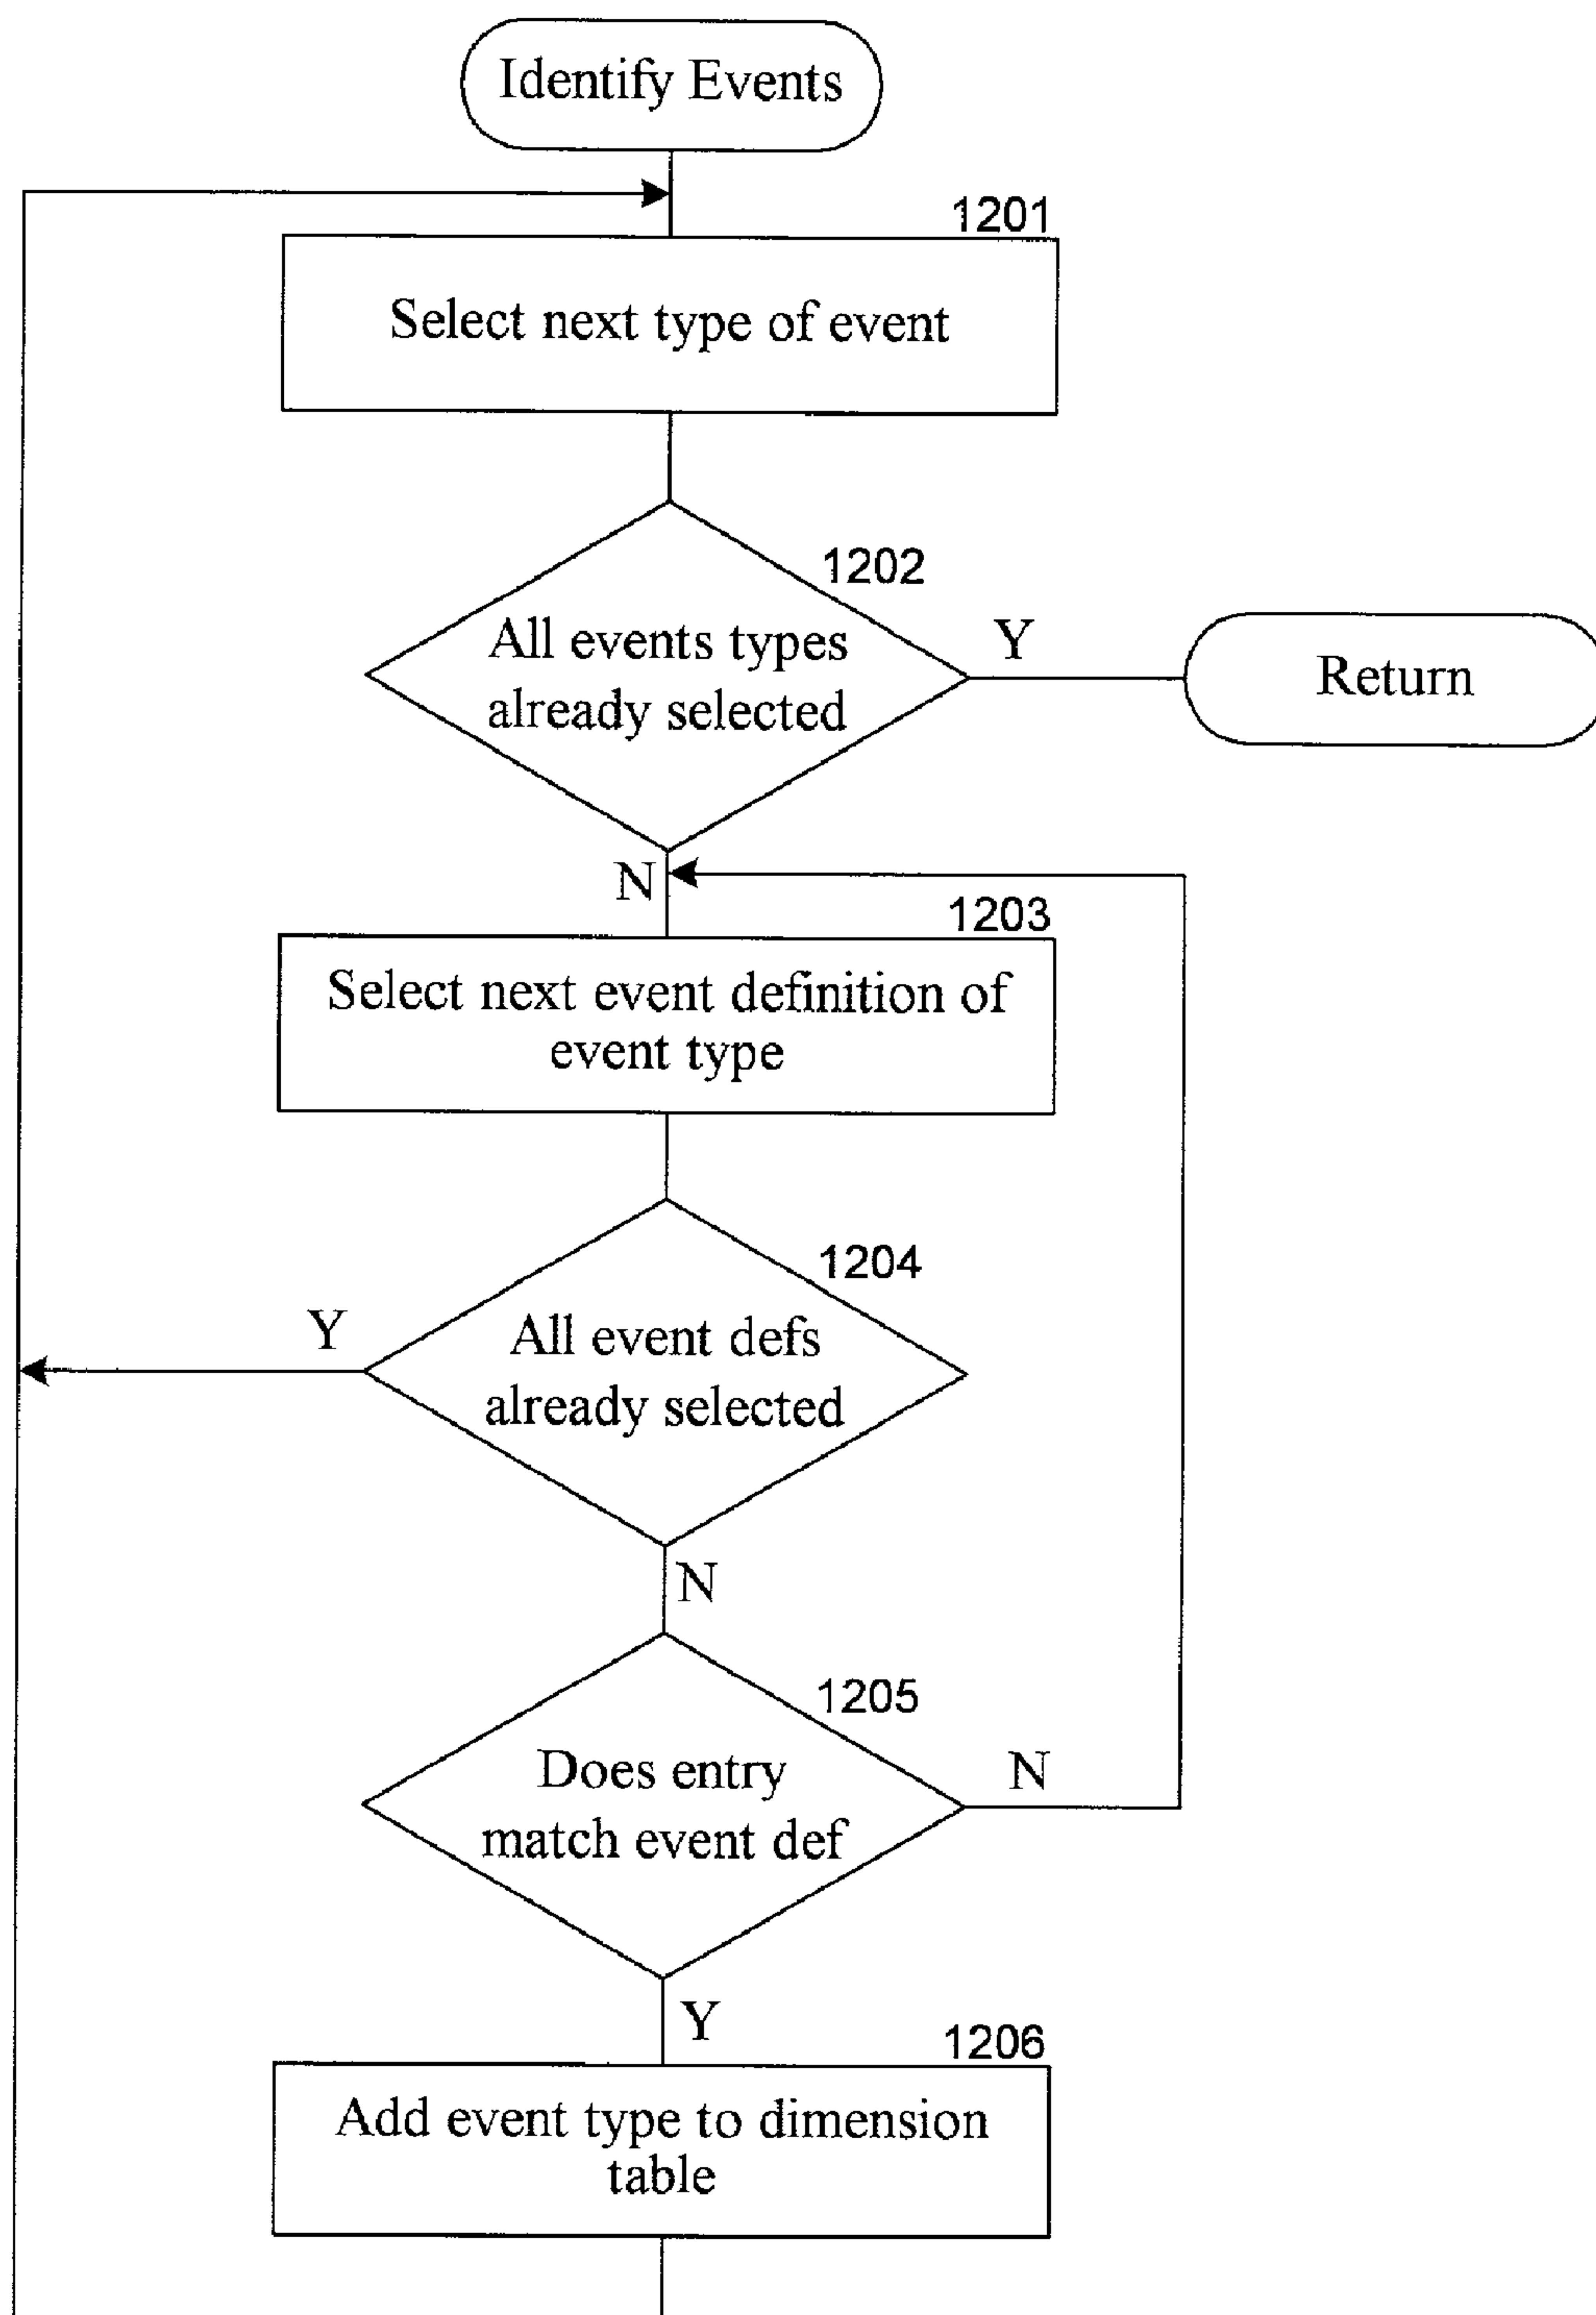 Identify Events
1201
Select next type of event
1202
All events types
already selected
Y
Return
N
1203
Select next event definition of
event type
1204
Y
All event defs
already selected
N
1205
Does entry
match event def
N
Y
1206
Add event type to dimension
table